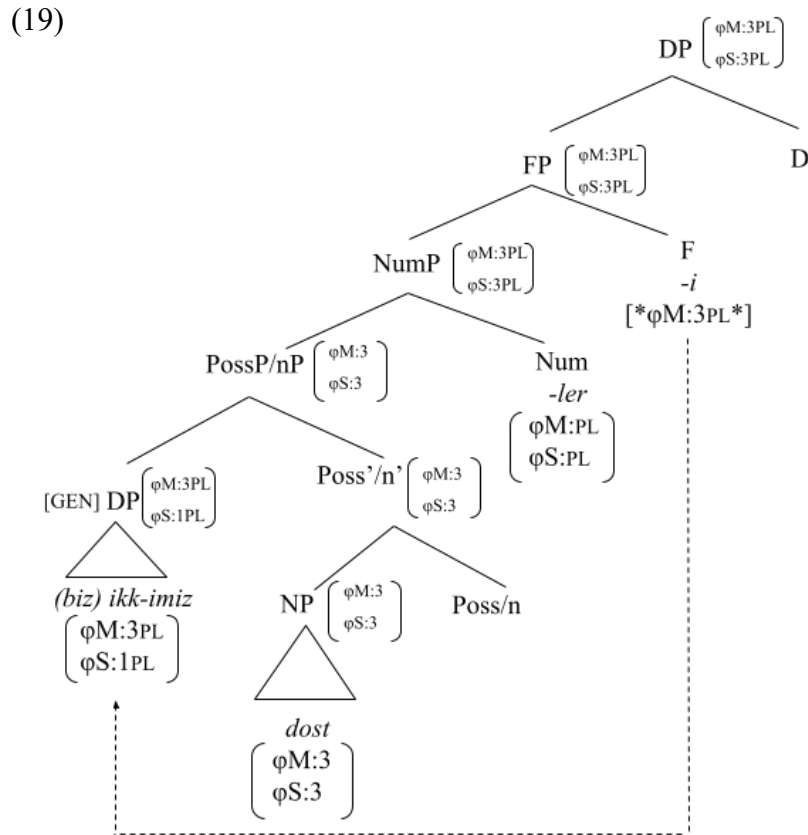 (19)
DP
φM:3PL
φS:3PL
FP
φM:3PL
φS:3PL
D
NumP
φM:3PL
φS:3PL
F
-i
[*φM:3PL*]
PossP/nP
φM:3
φS:3
Num
-ler
φM:PL
φS:PL
[GEN] DP
φM:3PL
φS:1PL
Poss'/n'
φM:3
φS:3
(biz) ikk-imiz
φM:3PL
φS:1PL
NP
φM:3
φS:3
Poss/n
dost
φM:3
φS:3